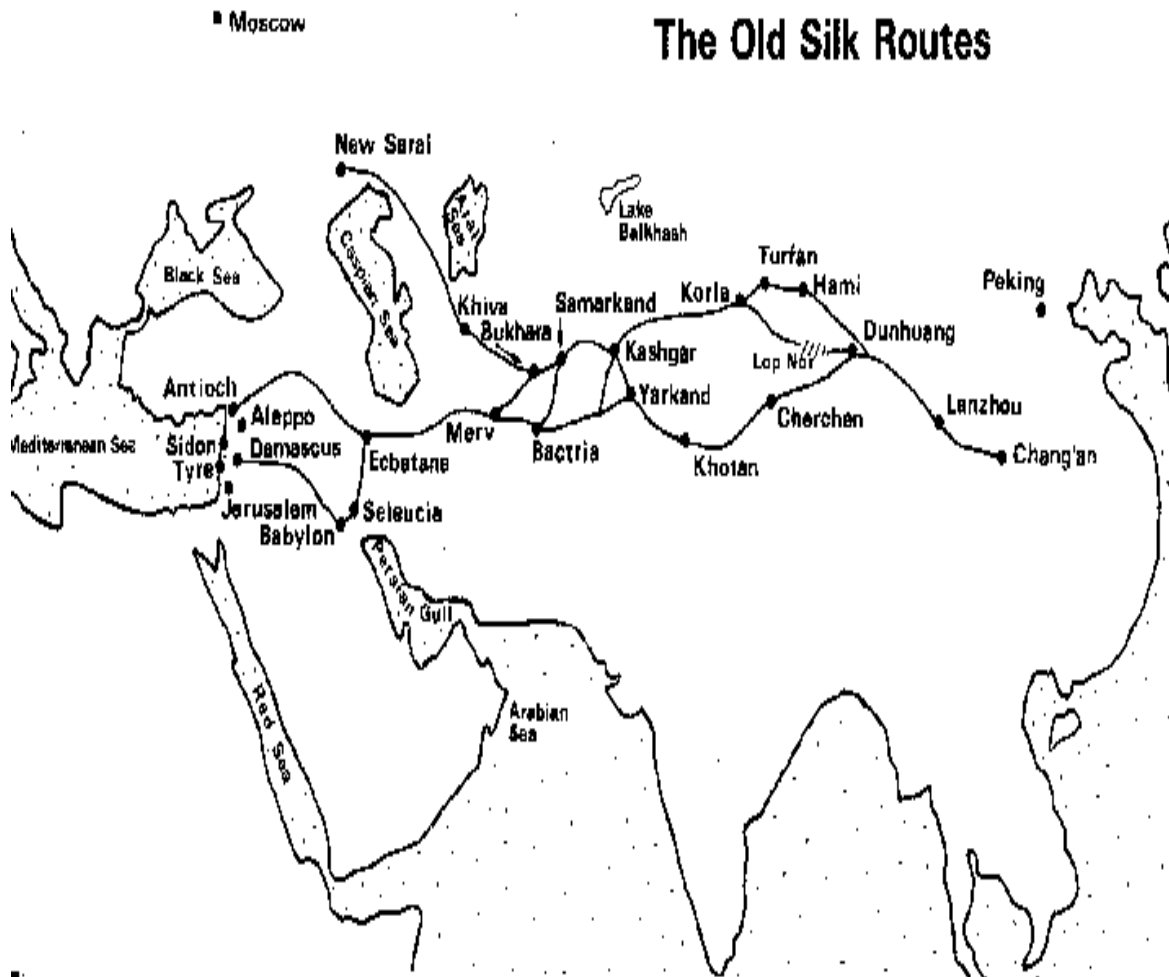 Moscow
The Old Silk Routes
New Sarai
Aral
Sea
Lake
Balkhash
Black Sea
Caspian Sea
Turfan
Hami
Korla
Peking
Khiva
Samarkand
Bukhara
Kashgar
Lop Nor
Dunhuang
Antioch
Aleppo
Yarkand
Cherchen
Lanzhou
Mediterranean Sea
Sidon
Damascus
Tyre
Ecbatana
Merv
Bactria
Khotan
Chang'an
Jerusalem
Babylon
Seleucia
Persian Gulf
Red Sea
Arabian
Sea